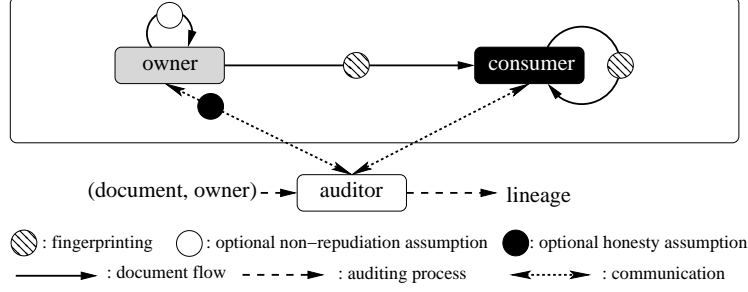 owner
consumer
(document, owner)
auditor
lineage
: fingerprinting
: optional non−repudiation assumption
: optional honesty assumption
: document flow
: auditing process
: communication